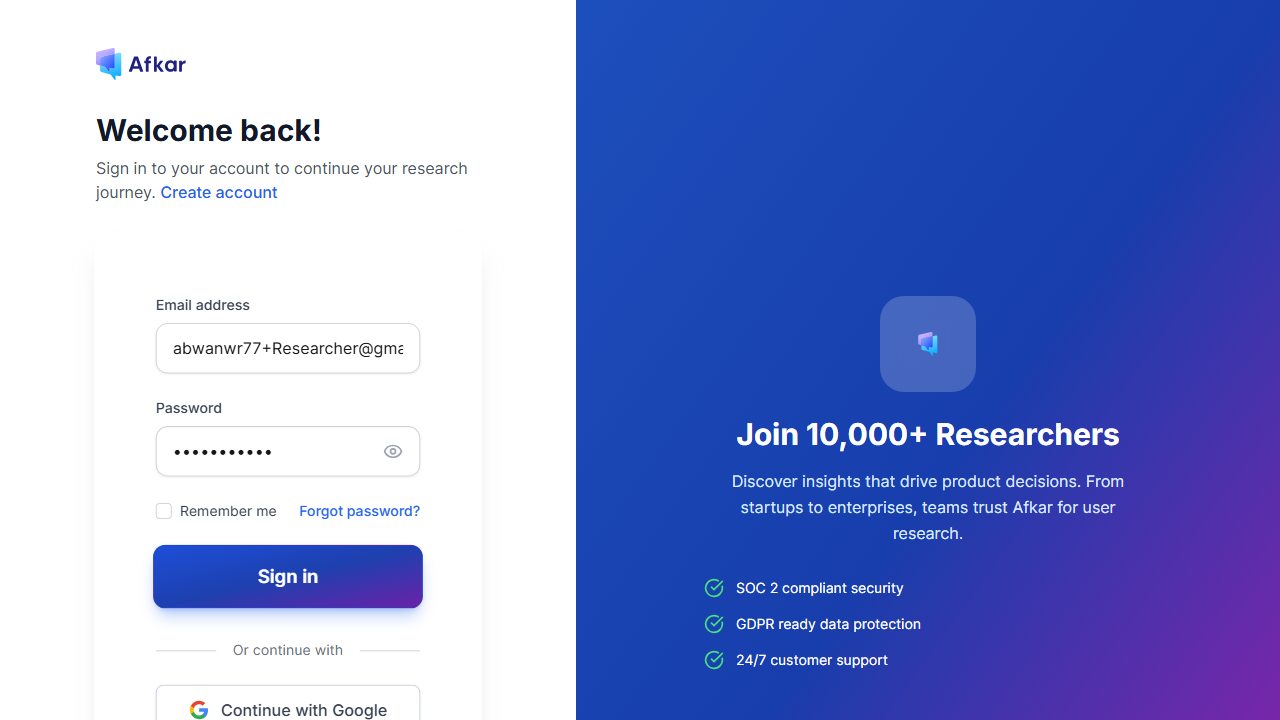 Afkar
Welcome back!
Sign in to your account to continue your research
journey. Create account
Email address
abwanwr77+Researcher@gma
Password
•••••••••••
Remember me
Forgot password?
Sign in
Or continue with
Continue with Google
Join 10,000+ Researchers
Discover insights that drive product decisions. From
startups to enterprises, teams trust Afkar for user
research.
SOC 2 compliant security
GDPR ready data protection
24/7 customer support